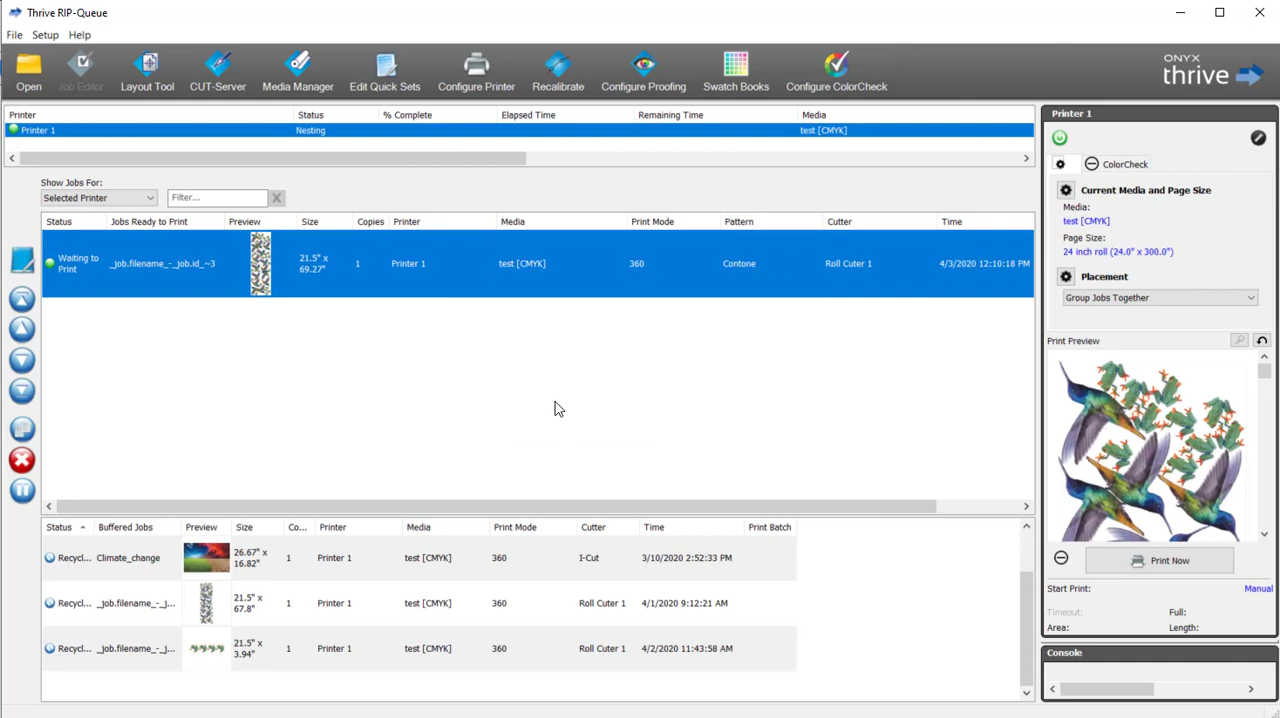 Thrive RIP-Queue
File Setup Help
Open Job Editor Layout Tool CUT-Server Media Manager Edit Quick Sets Configure Printer Recalibrate Configure Proofing Swatch Books Configure ColorCheck
ONYX
thrive
Printer Status % Complete Elapsed Time Remaining Time Media
Printer 1 Nesting test [CMYK]
Show Jobs For:
Selected Printer Filter...
Status Jobs Ready to Print Preview Size Copies Printer Media Print Mode Pattern Cutter Time
Waiting to
Print
_job.filename_-_job.id_~3
21.5" x
69.27"
1 Printer 1 test [CMYK] 360 Contone Roll Cuter 1 4/3/2020 12:10:18 PM
Status Buffered Jobs Preview Size Co... Printer Media Print Mode Cutter Time Print Batch
Recycl... Climate_change
26.67" x
16.82"
1 Printer 1 test [CMYK] 360 I-Cut 3/10/2020 2:52:33 PM
Recycl... _job.filename_-_j...
21.5" x
67.8"
1 Printer 1 test [CMYK] 360 Roll Cuter 1 4/1/2020 9:12:21 AM
Recycl... _job.filename_-_j...
21.5" x
3.94"
1 Printer 1 test [CMYK] 360 Roll Cuter 1 4/2/2020 11:43:58 AM
Printer 1
ColorCheck
Current Media and Page Size
Media:
test [CMYK]
Page Size:
24 inch roll (24.0" x 300.0")
Placement
Group Jobs Together
Print Preview
Print Now
Start Print: Manual
Timeout: Full:
Area: Length:
Console